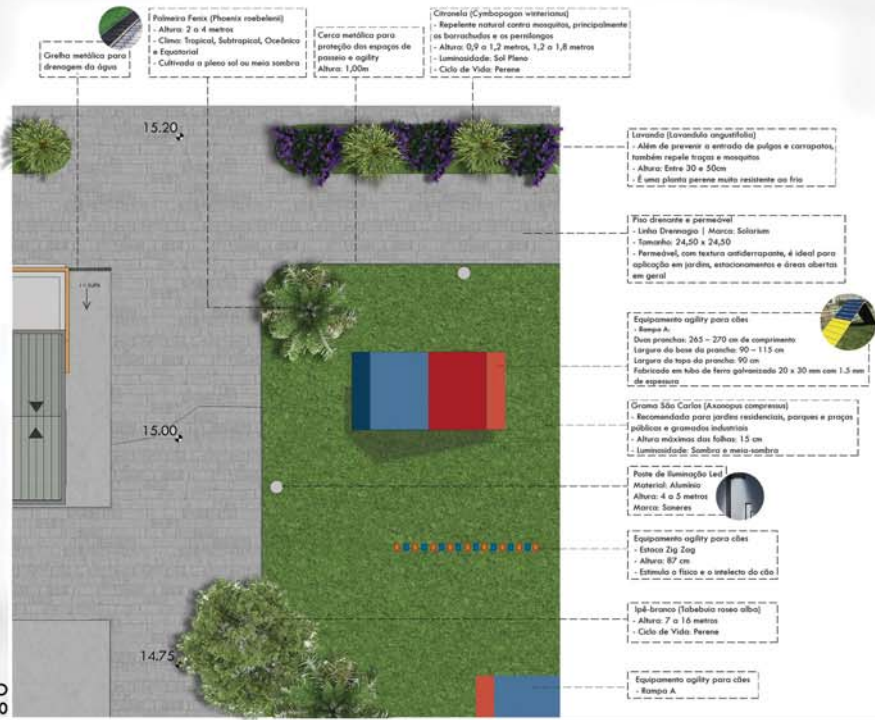 Grelha metálica para
drenagem da água
Palmeira Fenix (Phoenix roebelenii)
- Altura: 2 a 4 metros
- Clima: Tropical, Subtropical, Oceânico
e Equatorial
- Cultivada a pleno sol ou meia sombra
Cerca metálica para
proteção dos espaços de
passeio e agility
Altura: 1,00m
Citronela (Cymbopogon winterianus)
- Repelente natural contra mosquitos, principalmente
os borrachudos e os pernilongos
- Altura: 0,9 a 1,2 metros, 1,2 a 1,8 metros
- Luminosidade: Sol Pleno
- Ciclo de Vida: Perene
15.20
Lavanda (Lavandula angustifolia)
- Além de prevenir a entrada de pulgas e carrapatos,
também repele traças e mosquitos
- Altura: Entre 30 e 50cm
- É uma planta perene muito resistente ao frio
Piso drenante e permeável
- Linha Drennagio | Marca: Solarium
- Tamanho: 24,50 x 24,50
- Permeável, com textura antiderrapante, é ideal para
aplicação em jardins, estacionamentos e áreas abertas
em geral
Equipamento agility para cães
- Rampa A:
Duas pranchas: 265 – 270 cm de comprimento
Largura da base da prancha: 90 – 115 cm
Largura do topo da prancha: 90 cm
Fabricada em tubo de ferro galvanizado 20 x 30 mm com 1.5 mm
de espessura
Grama São Carlos (Axonopus compressus)
- Recomendada para jardins residenciais, parques e praças
públicas e gramados industriais
- Altura máximas das folhas: 15 cm
- Luminosidade: Sombra e meia-sombra
15.00
Poste de Iluminação Led
Material: Alumínio
Altura: 4 a 5 metros
Marca: Soneres
Equipamento agility para cães
- Estaca Zig Zag
- Altura: 87 cm
- Estimula o físico e o intelecto do cão
Ipê-branco (Tabebuia roseo alba)
- Altura: 7 a 16 metros
- Ciclo de Vida: Perene
14.75
Equipamento agility para cães
- Rampa A